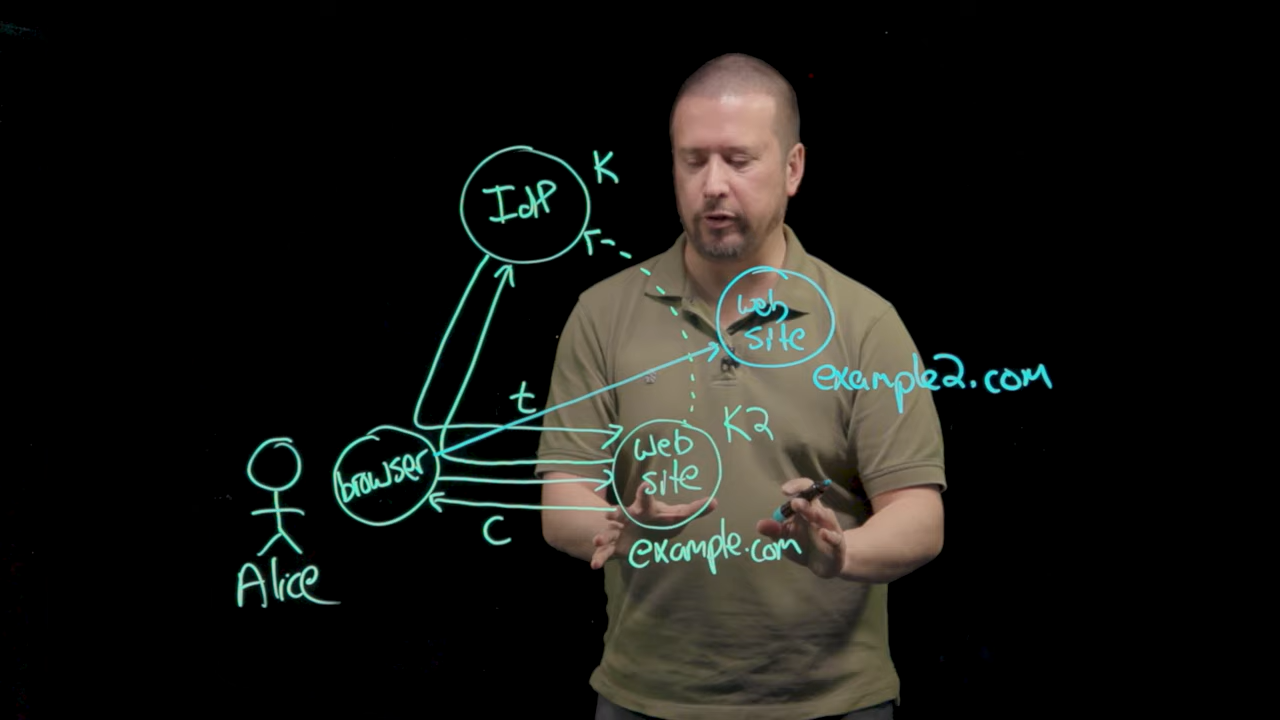 IdP
K
web
site
example2.com
t
K2
browser
web
site
c
example.com
Alice